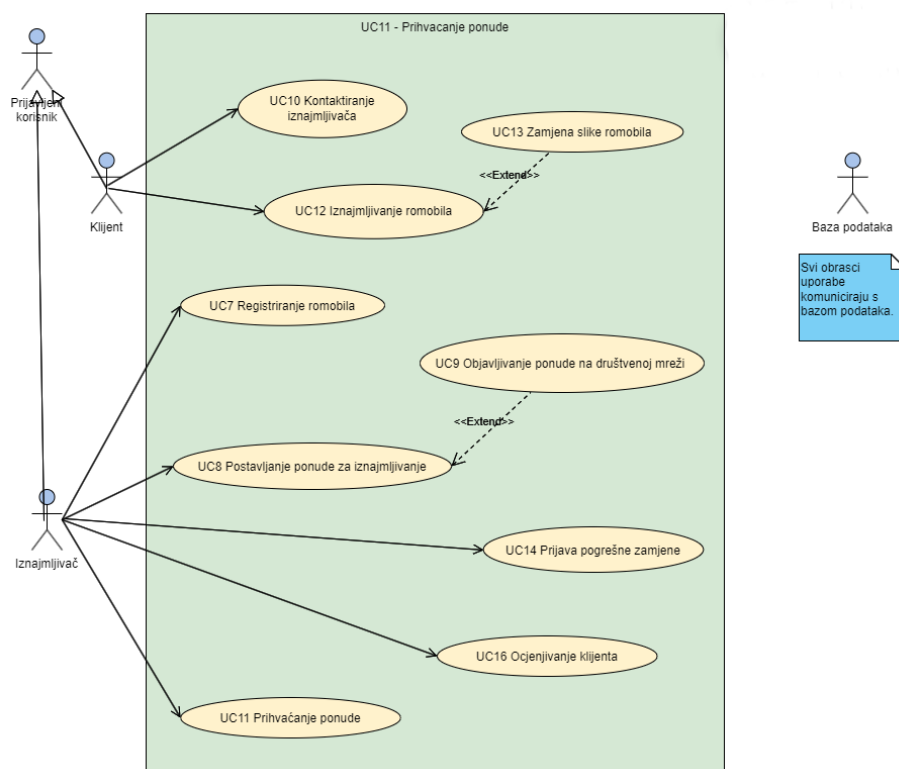 UC11 - Prihvacanje ponude
Prijavljeni
korisnik
UC10 Kontaktiranje
iznajmljivača
UC13 Zamjena slike romobila
<<Extend>>
Klijent
UC12 Iznajmljivanje romobila
Baza podataka
Svi obrasci
uporabe
komuniciraju s
bazom podataka.
UC7 Registriranje romobila
UC9 Objavljivanje ponude na društvenoj mreži
<<Extend>>
UC8 Postavljanje ponude za iznajmljivanje
Iznajmljivač
UC14 Prijava pogrešne zamjene
UC16 Ocjenjivanje klijenta
UC11 Prihvaćanje ponude